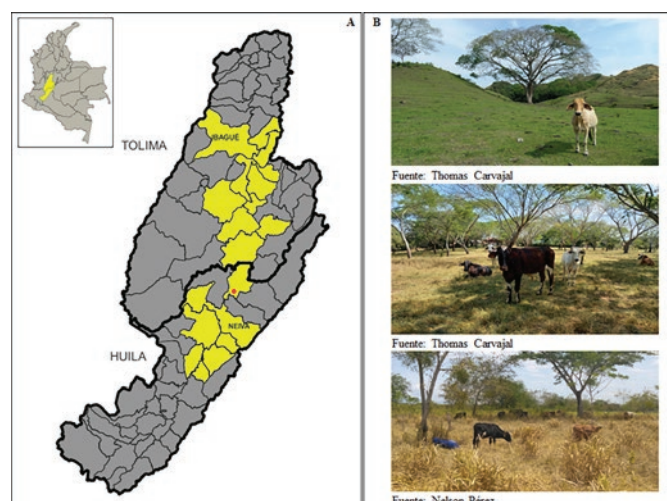 A
B
TOLIMA
IBAGUÉ
NEIVA
HUILA
Fuente: Thomas Carvajal
Fuente: Thomas Carvajal
Fuente: Nelson Pérez